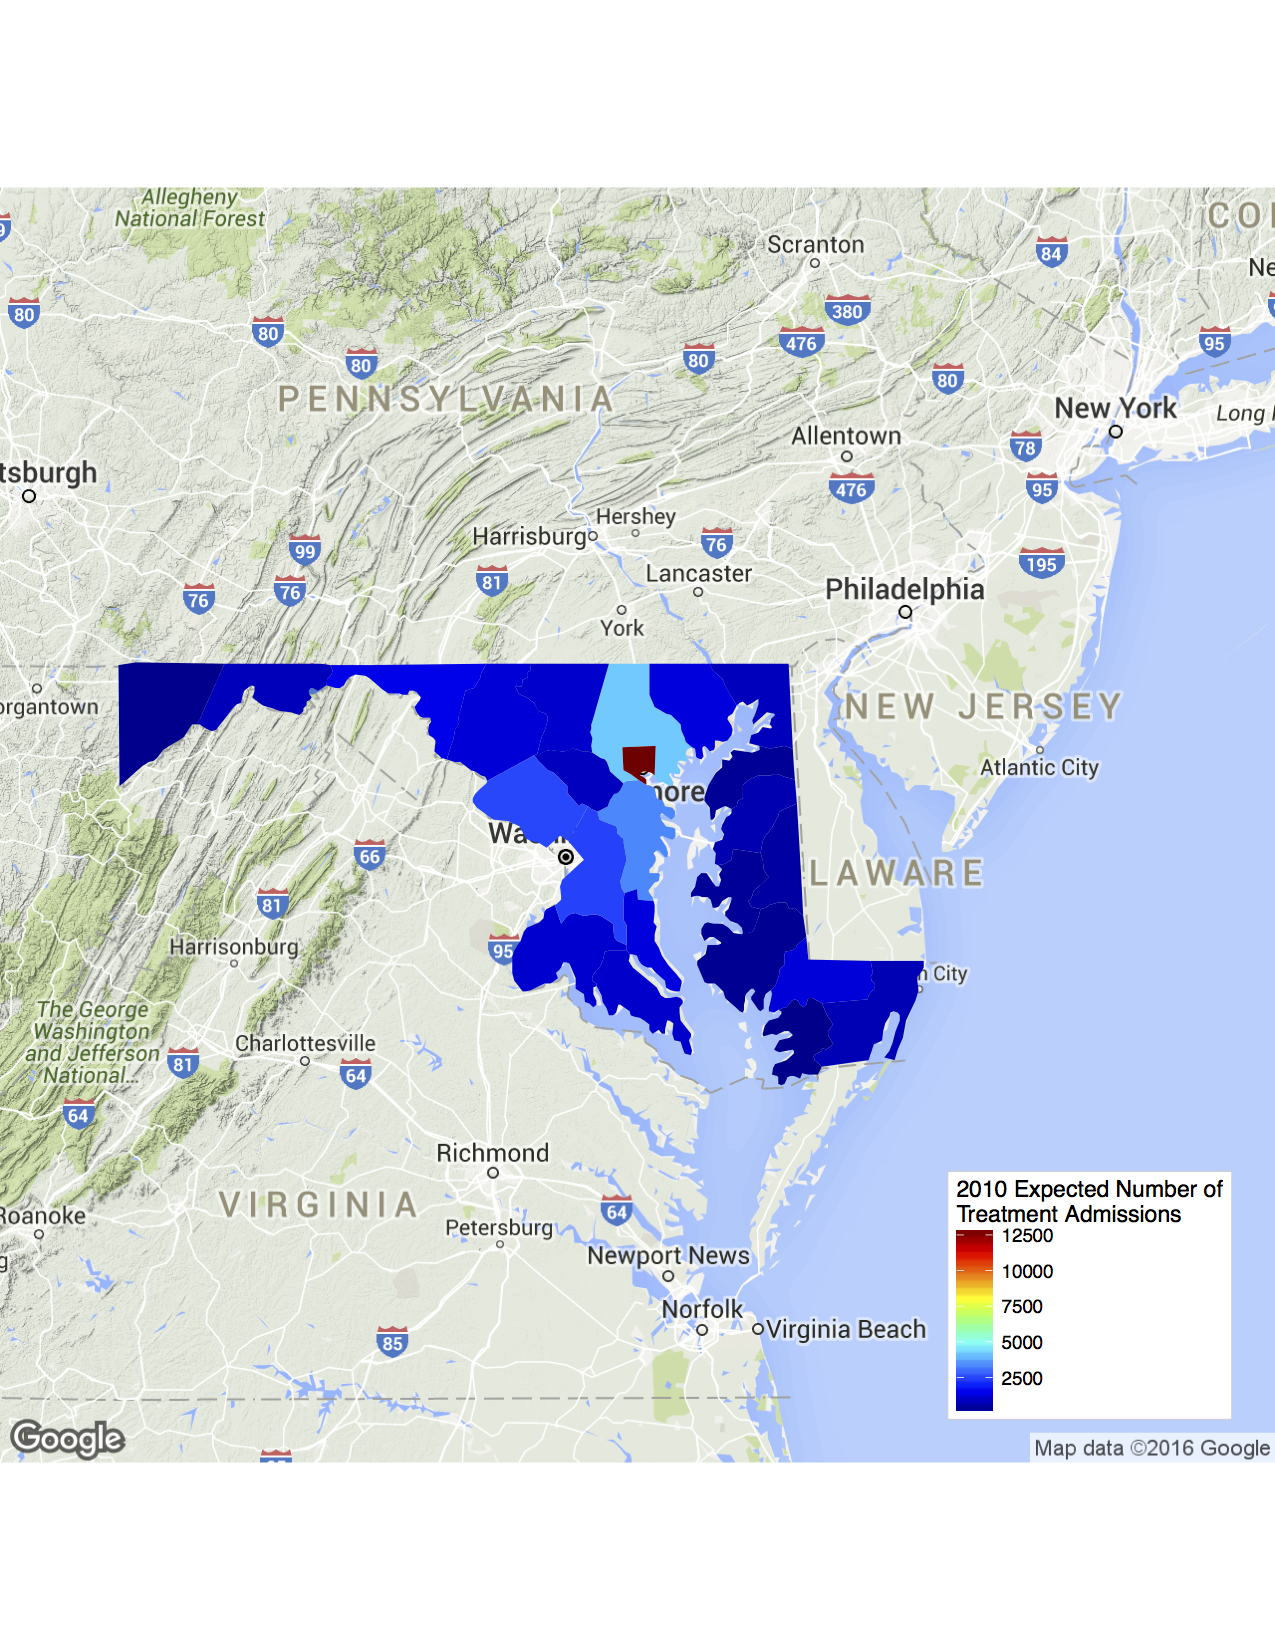 Allegheny
National Forest
Scranton
84
CO
Ne
80
80
380
476
95
80
80
80
PENNSYLVANIA
New York
Long
Allentown
78
tsburgh
476
95
Hershey
Harrisburg
76
99
195
Lancaster
81
76
76
Philadelphia
York
organtown
NEW JERSEY
Atlantic City
more
Wa
66
LAWARE
81
Harrisonburg
95
n City
The George
Washington
and Jefferson
National...
Charlottesville
81
64
64
Richmond
VIRGINIA
64
Roanoke
Petersburg
Newport News
Norfolk
Virginia Beach
85
2010 Expected Number of
Treatment Admissions
12500
10000
7500
5000
2500
Google
Map data ©2016 Google